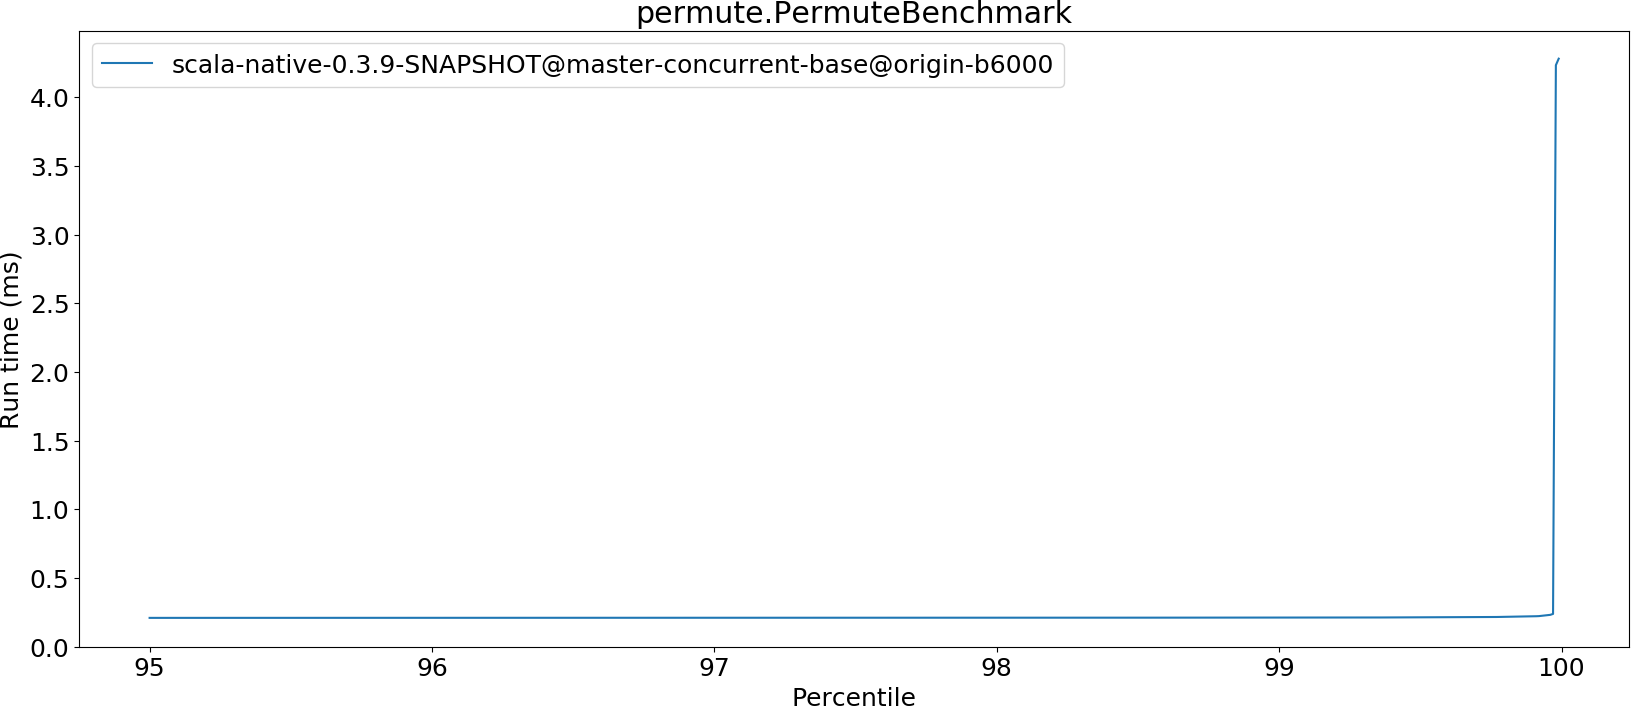 permute.PermuteBenchmark
scala-native-0.3.9-SNAPSHOT@master-concurrent-base@origin-b6000
Run time (ms)
4.0
3.5
3.0
2.5
2.0
1.5
1.0
0.5
0.0
95 96 97 98 99 100
Percentile